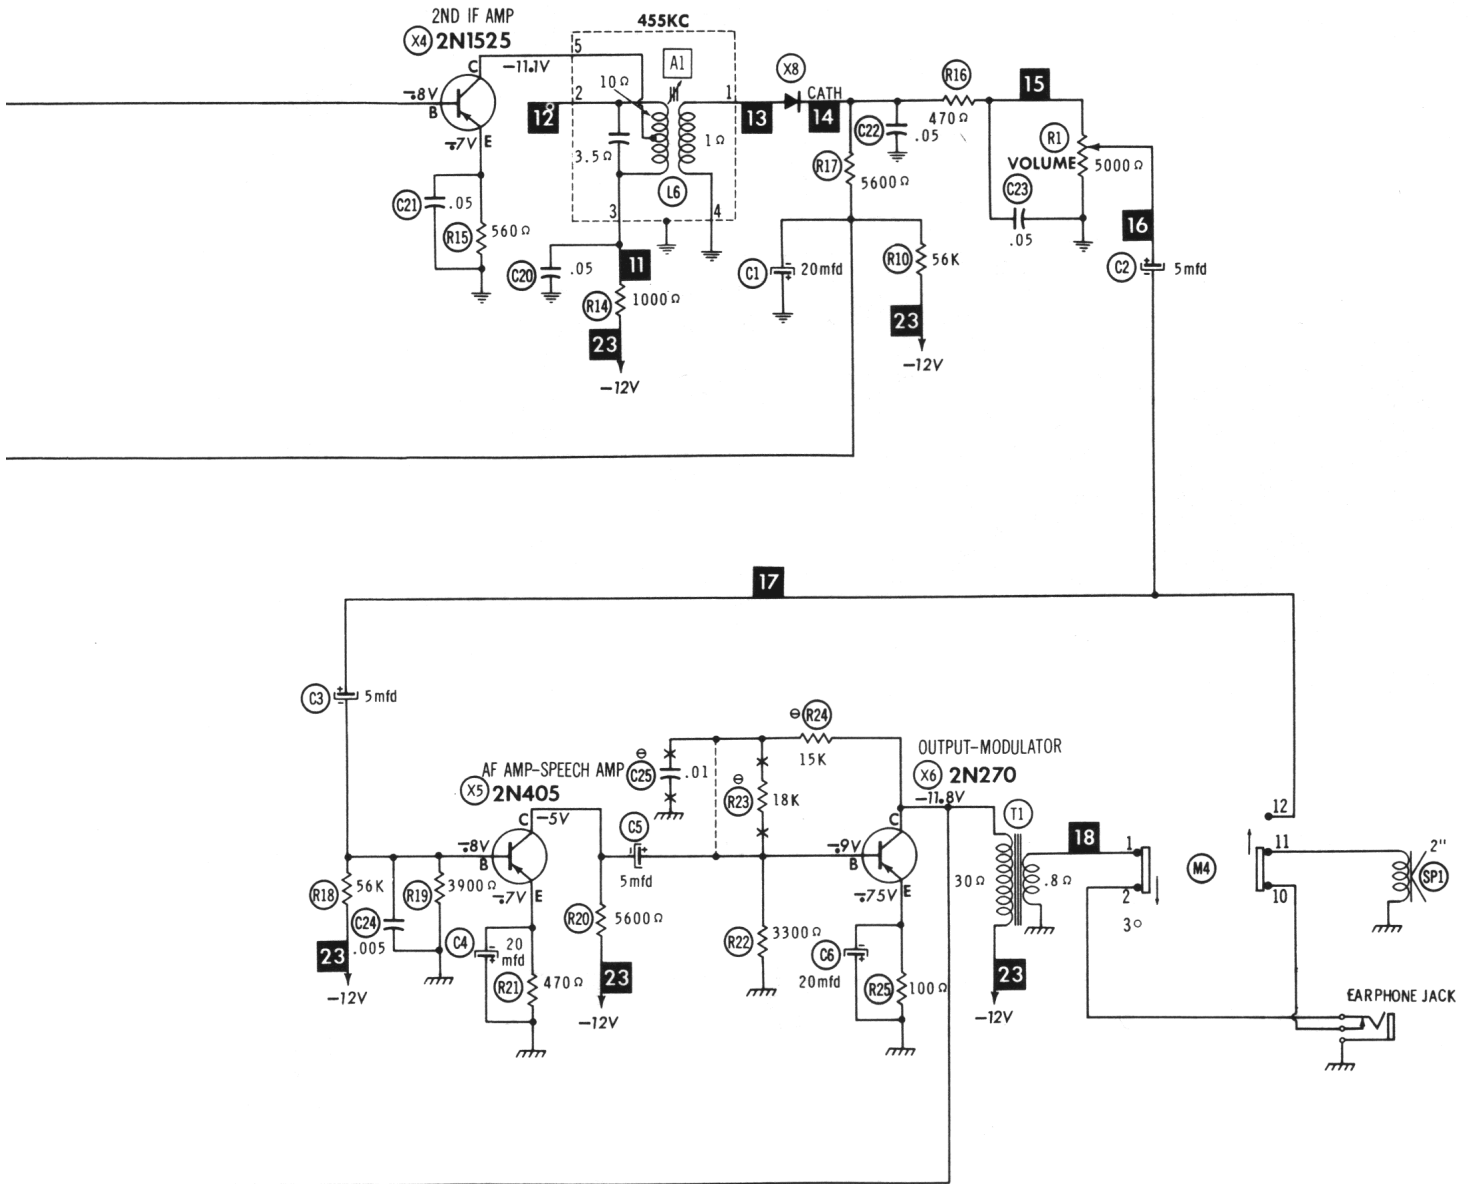 2ND IF AMP
X4 2N1525
455KC
5
C
-11.1V
A1
10Ω
-.8V
B
2
12
1
13
X8
CATH
14
R16
470Ω
15
C22
.05
R1
VOLUME
5000Ω
-.7V
E
3.5Ω
1Ω
L6
R17
5600Ω
C23
.05
C21
.05
R15
560Ω
3
4
16
C20
.05
11
R14
1000Ω
C1
20mfd
R10
56K
C2
5mfd
23
-12V
23
-12V
17
C3
5mfd
R24
15K
OUTPUT-MODULATOR
X6 2N270
-11.8V
AF AMP-SPEECH AMP
X5 2N405
C25
.01
R23
18K
C
-5V
C5
5mfd
C
T1
18
12
-.8V
B
-.9V
B
1
11
2"
R18
56K
R19
3900Ω
-.7V
E
R20
5600Ω
-.75V
E
30Ω
.8Ω
M4
2
10
SP1
3
C24
.005
C4
20
mfd
R21
470Ω
R22
3300Ω
C6
20mfd
R25
100Ω
23
-12V
23
-12V
23
-12V
EARPHONE JACK